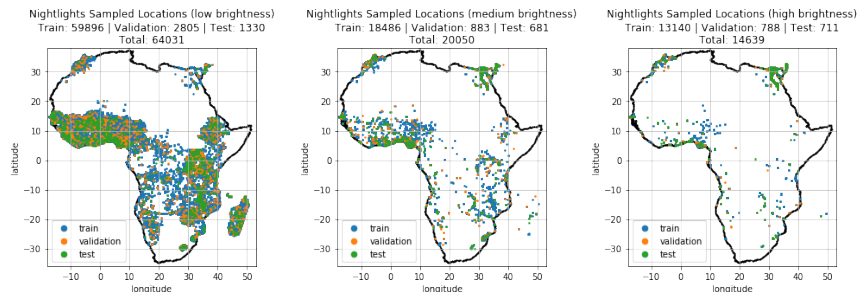 Nightlights Sampled Locations (low brightness)
Train: 59896 | Validation: 2805 | Test: 1330
Total: 64031
30
20
10
0
−10
−20
−30
latitude
train
validation
test
−10 0 10 20 30 40 50
longitude
Nightlights Sampled Locations (medium brightness)
Train: 18486 | Validation: 883 | Test: 681
Total: 20050
30
20
10
0
−10
−20
−30
latitude
train
validation
test
−10 0 10 20 30 40 50
longitude
Nightlights Sampled Locations (high brightness)
Train: 13140 | Validation: 788 | Test: 711
Total: 14639
30
20
10
0
−10
−20
−30
latitude
train
validation
test
−10 0 10 20 30 40 50
longitude